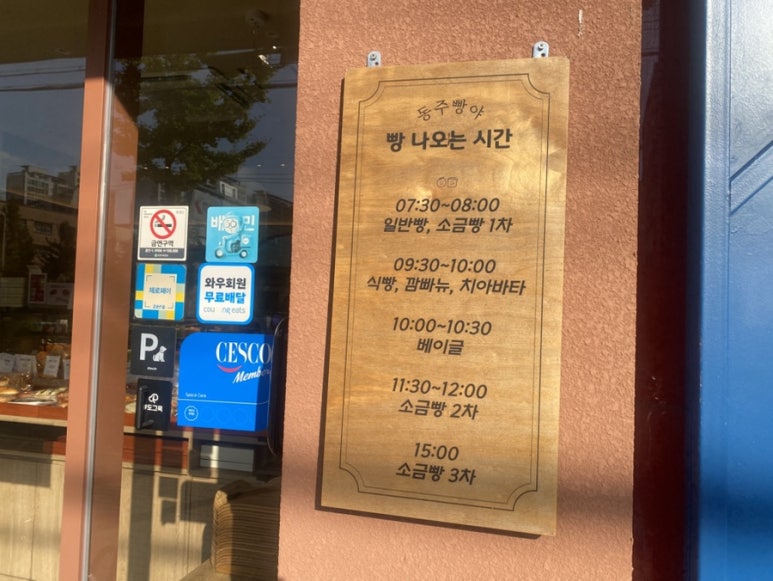 동주빵야
빵 나오는 시간
07:30~08:00
일반빵, 소금빵 1차
09:30~10:00
식빵, 깜빠뉴, 치아바타
10:00~10:30
베이글
11:30~12:00
소금빵 2차
15:00
소금빵 3차
금연구역
배민
제로페이
와우회원
무료배달
eats
P
CESCO
Member